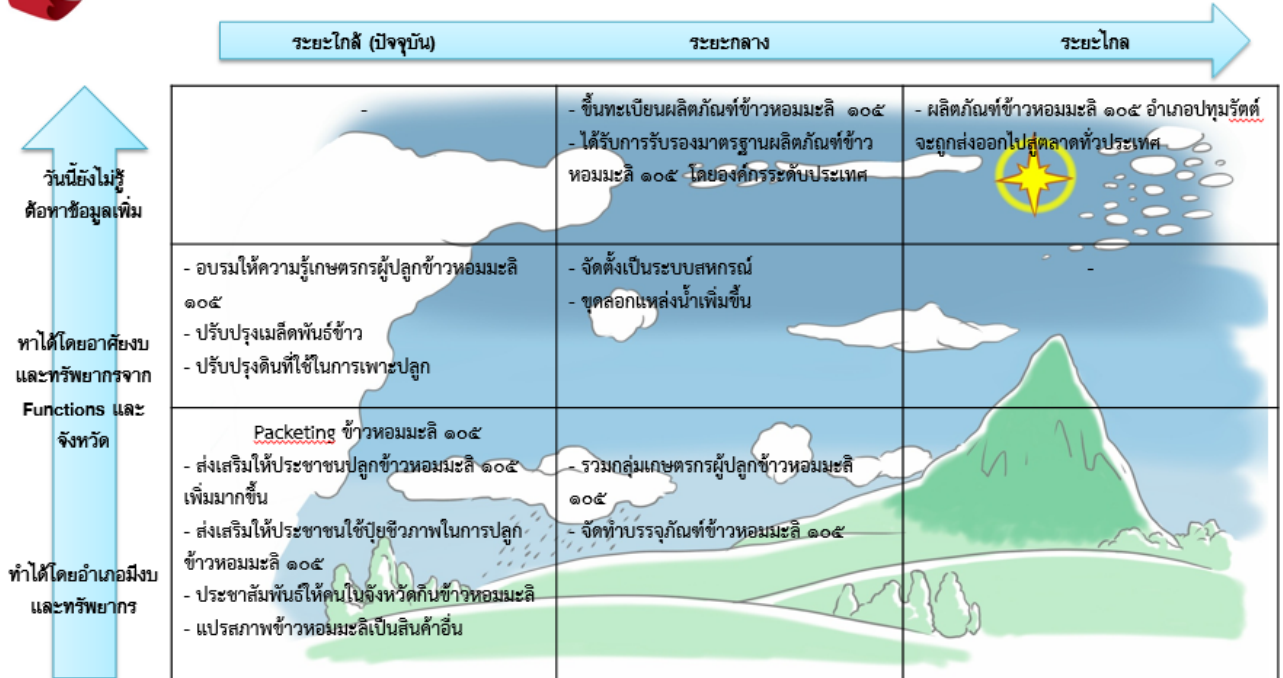 ระยะใกล้ (ปัจจุบัน)
ระยะกลาง
ระยะไกล
วันนี้ยังไม่รู้
ต้อหาข้อมูลเพิ่ม
-
- ขึ้นทะเบียนผลิตภัณฑ์ข้าวหอมมะลิ ๑๐๕
- ได้รับการรับรองมาตรฐานผลิตภัณฑ์ข้าว
หอมมะลิ ๑๐๕ โดยองค์กรระดับประเทศ
- ผลิตภัณฑ์ข้าวหอมมะลิ ๑๐๕ อำเภอปทุมรัตต์
จะถูกส่งออกไปสู่ตลาดทั่วประเทศ
หาได้โดยอาศัยงบ
และทรัพยากรจาก
Functions และ
จังหวัด
- อบรมให้ความรู้เกษตรกรผู้ปลูกข้าวหอมมะลิ
๑๐๕
- ปรับปรุงเมล็ดพันธ์ข้าว
- ปรับปรุงดินที่ใช้ในการเพาะปลูก
- จัดตั้งเป็นระบบสหกรณ์
- ขุดลอกแหล่งน้ำเพิ่มขึ้น
-
ทำได้โดยอำเภอมีงบ
และทรัพยากร
Packeting ข้าวหอมมะลิ ๑๐๕
- ส่งเสริมให้ประชาชนปลูกข้าวหอมมะลิ ๑๐๕
เพิ่มมากขึ้น
- ส่งเสริมให้ประชาชนใช้ปุ๋ยชีวภาพในการปลูก
ข้าวหอมมะลิ ๑๐๕
- ประชาสัมพันธ์ให้คนในจังหวัดกินข้าวหอมมะลิ
- แปรสภาพข้าวหอมมะลิเป็นสินค้าอื่น
- รวมกลุ่มเกษตรกรผู้ปลูกข้าวหอมมะลิ
๑๐๕
- จัดทำบรรจุภัณฑ์ข้าวหอมมะลิ ๑๐๕